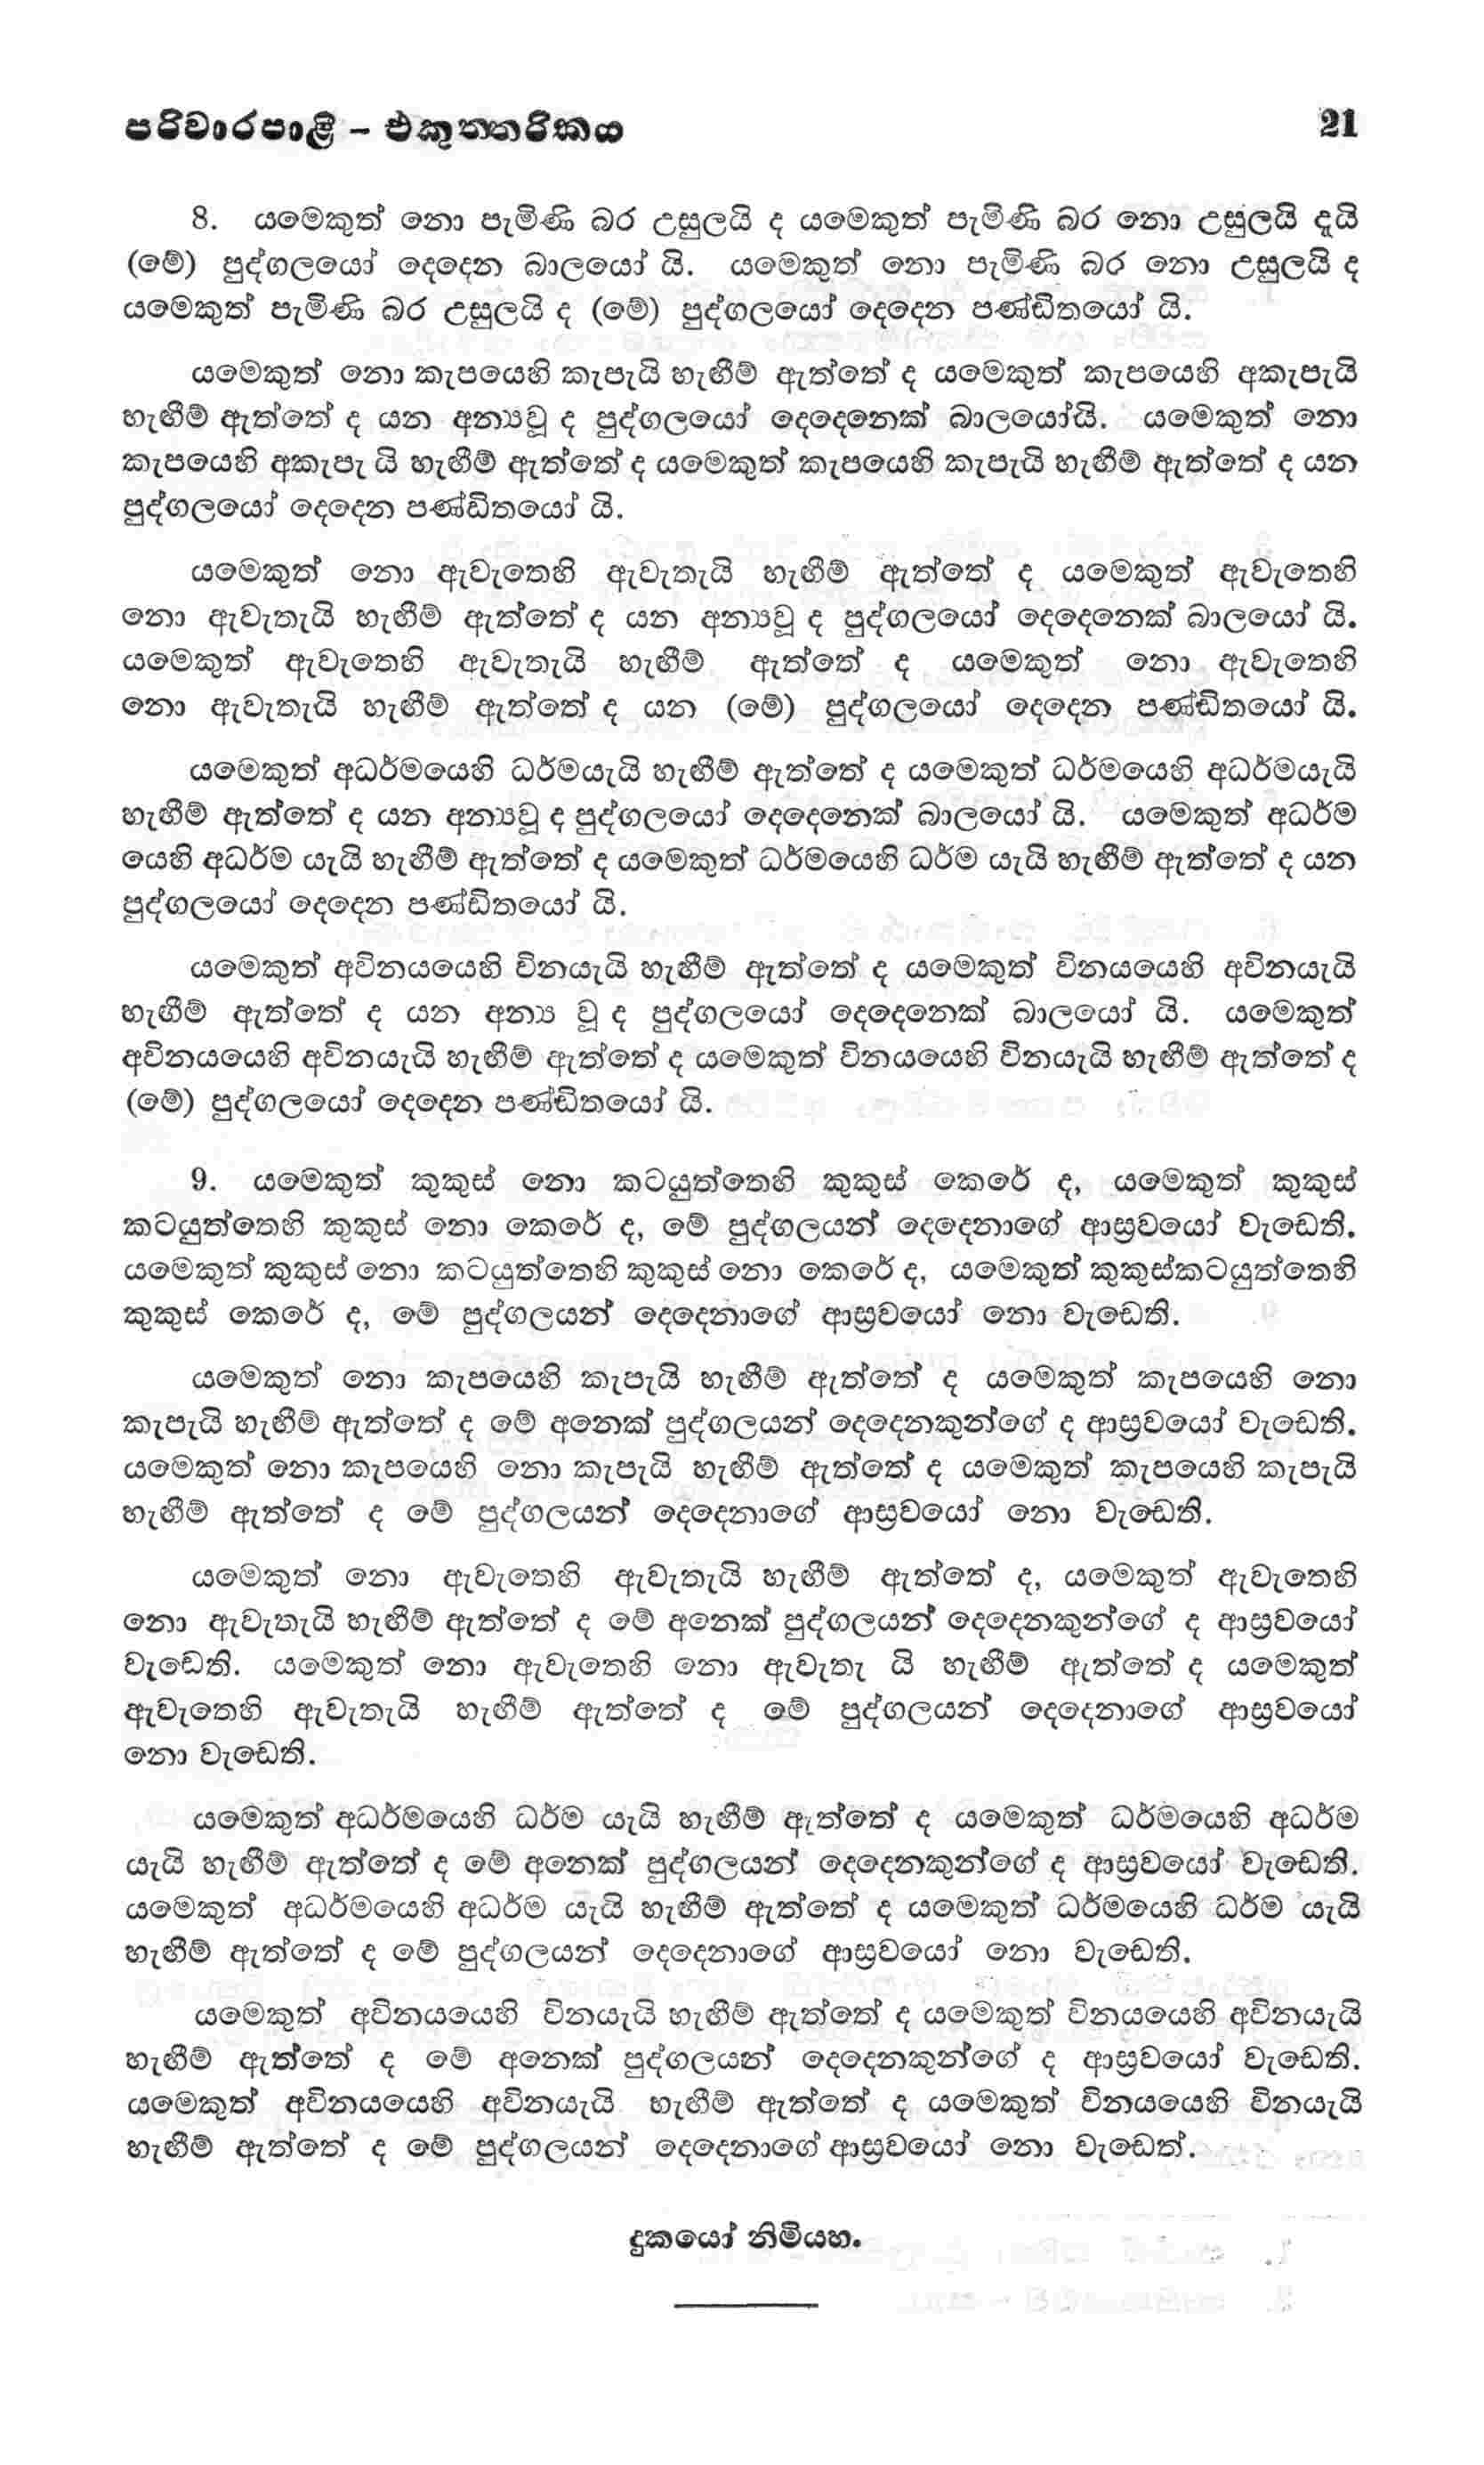 පරිවාරපාළි – එකුත්තරිකය 21
8. යමෙකුත් නො පැමිණි බර උසුලයි ද යමෙකුත් පැමිණි බර නො උසුලයි දැයි
(මේ) පුද්ගලයෝ දෙදෙන බාලයෝ යි. යමෙකුත් නො පැමිණි බර නො උසුලයි ද
යමෙකුත් පැමිණි බර උසුලයි ද (මේ) පුද්ගලයෝ දෙදෙන පණ්ඩිතයෝ යි.
යමෙකුත් නො කැපයෙහි කැපැයි හැඟීම් ඇත්තේ ද යමෙකුත් කැපයෙහි අකැපැයි
හැඟීම් ඇත්තේ ද යන අන්‍යවූ ද පුද්ගලයෝ දෙදෙනෙක් බාලයෝයි. යමෙකුත් නො
කැපයෙහි අකැපැ යි හැඟීම් ඇත්තේ ද යමෙකුත් කැපයෙහි කැපැයි හැඟීම් ඇත්තේ ද යන
පුද්ගලයෝ දෙදෙන පණ්ඩිතයෝ යි.
යමෙකුත් නො ඇවැතෙහි ඇවැතැයි හැඟීම් ඇත්තේ ද යමෙකුත් ඇවැතෙහි
නො ඇවැතැයි හැඟීම් ඇත්තේ ද යන අන්‍යවූ ද පුද්ගලයෝ දෙදෙනෙක් බාලයෝ යි.
යමෙකුත් ඇවැතෙහි ඇවැතැයි හැඟීම් ඇත්තේ ද යමෙකුත් නො ඇවැතෙහි
නො ඇවැතැයි හැඟීම් ඇත්තේ ද යන (මේ) පුද්ගලයෝ දෙදෙන පණ්ඩිතයෝ යි.
යමෙකුත් අධර්මයෙහි ධර්මයැයි හැඟීම් ඇත්තේ ද යමෙකුත් ධර්මයෙහි අධර්මයැයි
හැඟීම් ඇත්තේ ද යන අන්‍යවූ ද පුද්ගලයෝ දෙදෙනෙක් බාලයෝ යි. යමෙකුත් අධර්ම
යෙහි අධර්ම යැයි හැඟීම් ඇත්තේ ද යමෙකුත් ධර්මයෙහි ධර්ම යැයි හැඟීම් ඇත්තේ ද යන
පුද්ගලයෝ දෙදෙන පණ්ඩිතයෝ යි.
යමෙකුත් අවිනයයෙහි විනයැයි හැඟීම් ඇත්තේ ද යමෙකුත් විනයයෙහි අවිනයැයි
හැඟීම් ඇත්තේ ද යන අන්‍ය වූ ද පුද්ගලයෝ දෙදෙනෙක් බාලයෝ යි. යමෙකුත්
අවිනයයෙහි අවිනයැයි හැඟීම් ඇත්තේ ද යමෙකුත් විනයයෙහි විනයැයි හැඟීම් ඇත්තේ ද
(මේ) පුද්ගලයෝ දෙදෙන පණ්ඩිතයෝ යි.
9. යමෙකුත් කුකුස් නො කටයුත්තෙහි කුකුස් කෙරේ ද, යමෙකුත් කුකුස්
කටයුත්තෙහි කුකුස් නො කෙරේ ද, මේ පුද්ගලයන් දෙදෙනාගේ ආස්‍රවයෝ වැඩෙති.
යමෙකුත් කුකුස් නො කටයුත්තෙහි කුකුස් නො කෙරේ ද, යමෙකුත් කුකුස්කටයුත්තෙහි
කුකුස් කෙරේ ද, මේ පුද්ගලයන් දෙදෙනාගේ ආස්‍රවයෝ නො වැඩෙති.
යමෙකුත් නො කැපයෙහි කැපැයි හැඟීම් ඇත්තේ ද යමෙකුත් කැපයෙහි නො
කැපැයි හැඟීම් ඇත්තේ ද මේ අනෙක් පුද්ගලයන් දෙදෙනකුන්ගේ ද ආස්‍රවයෝ වැඩෙති.
යමෙකුත් නො කැපයෙහි නො කැපැයි හැඟීම් ඇත්තේ ද යමෙකුත් කැපයෙහි කැපැයි
හැඟීම් ඇත්තේ ද මේ පුද්ගලයන් දෙදෙනාගේ ආස්‍රවයෝ නො වැඩෙති.
යමෙකුත් නො ඇවැතෙහි ඇවැතැයි හැඟීම් ඇත්තේ ද, යමෙකුත් ඇවැතෙහි
නො ඇවැතැයි හැඟීම් ඇත්තේ ද මේ අනෙක් පුද්ගලයන් දෙදෙනකුන්ගේ ද ආස්‍රවයෝ
වැඩෙති. යමෙකුත් නො ඇවැතෙහි නො ඇවැතැ යි හැඟීම් ඇත්තේ ද යමෙකුත්
ඇවැතෙහි ඇවැතැයි හැඟීම් ඇත්තේ ද මේ පුද්ගලයන් දෙදෙනාගේ ආස්‍රවයෝ
නො වැඩෙති.
යමෙකුත් අධර්මයෙහි ධර්ම යැයි හැඟීම් ඇත්තේ ද යමෙකුත් ධර්මයෙහි අධර්ම
යැයි හැඟීම් ඇත්තේ ද මේ අනෙක් පුද්ගලයන් දෙදෙනකුන්ගේ ද ආස්‍රවයෝ වැඩෙති.
යමෙකුත් අධර්මයෙහි අධර්ම යැයි හැඟීම් ඇත්තේ ද යමෙකුත් ධර්මයෙහි ධර්ම යැයි
හැඟීම් ඇත්තේ ද මේ පුද්ගලයන් දෙදෙනාගේ ආස්‍රවයෝ නො වැඩෙති.
යමෙකුත් අවිනයයෙහි විනයැයි හැඟීම් ඇත්තේ ද යමෙකුත් විනයයෙහි අවිනයැයි
හැඟීම් ඇත්තේ ද මේ අනෙක් පුද්ගලයන් දෙදෙනකුන්ගේ ද ආස්‍රවයෝ වැඩෙති.
යමෙකුත් අවිනයයෙහි අවිනයැයි හැඟීම් ඇත්තේ ද යමෙකුත් විනයයෙහි විනයැයි
හැඟීම් ඇත්තේ ද මේ පුද්ගලයන් දෙදෙනාගේ ආස්‍රවයෝ නො වැඩෙත්.
දුකයෝ නිමියහ.